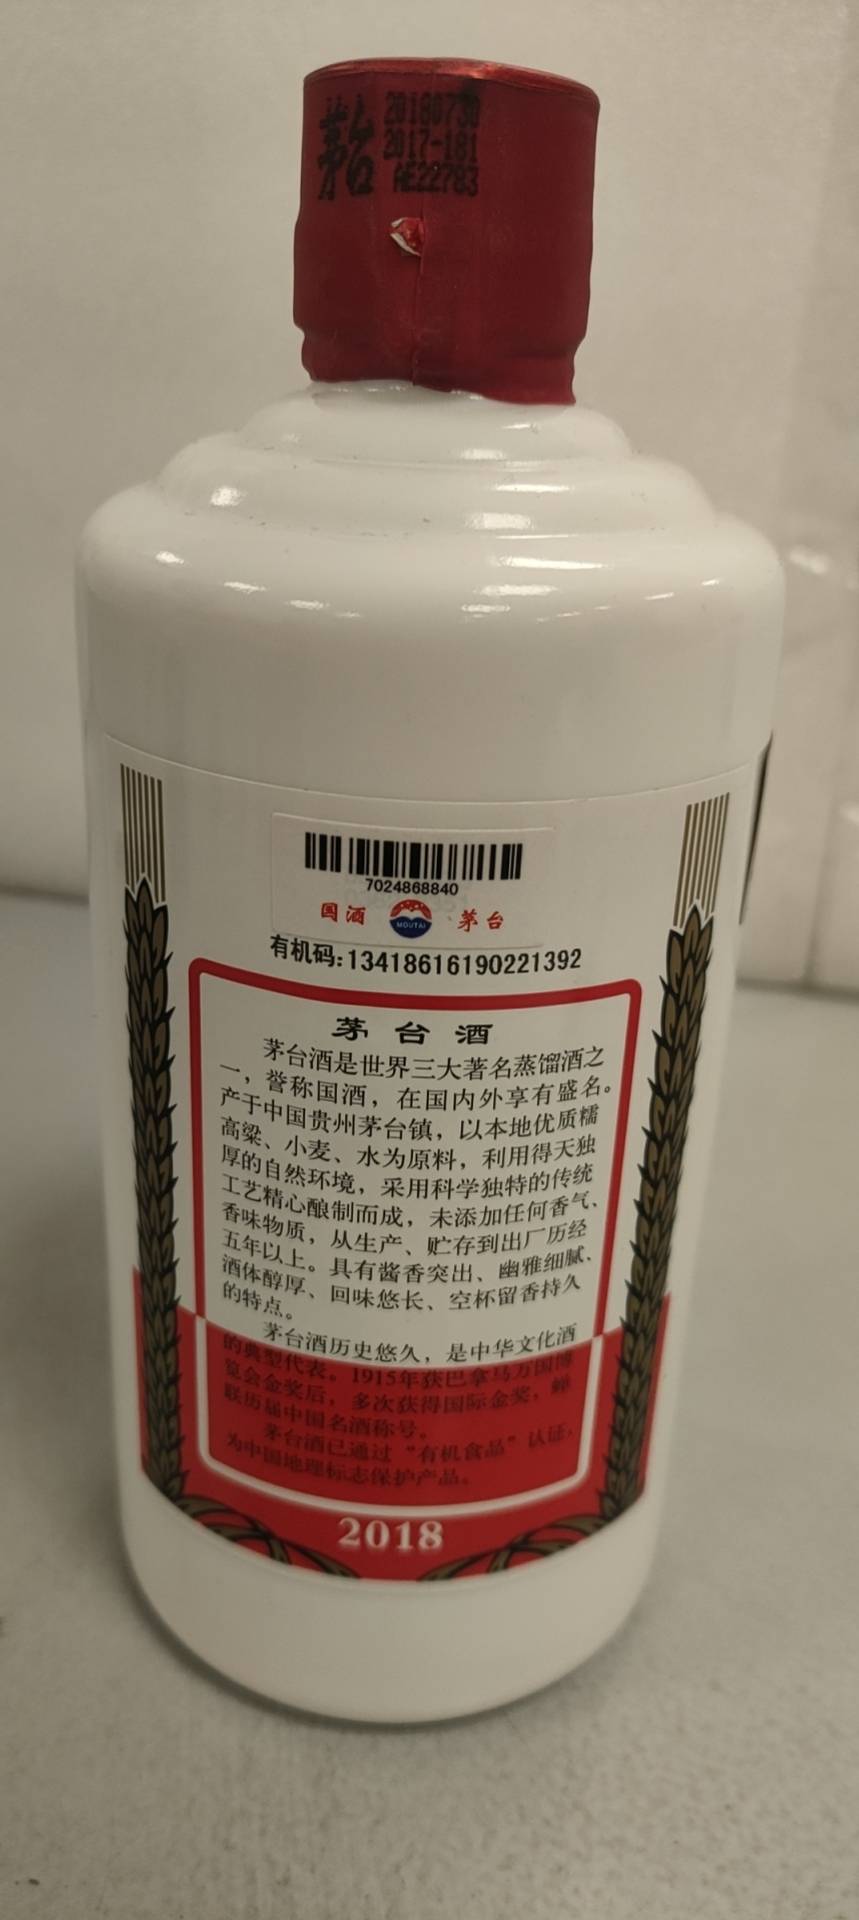 茅台
20180730
2017-181
AE22783
7024868840
国酒 MOUTAI 茅台
有机码:13418616190221392
茅台酒
茅台酒是世界三大著名蒸馏酒之
一，誉称国酒，在国内外享有盛名。
产于中国贵州茅台镇，以本地优质糯
高粱、小麦、水为原料，利用得天独
厚的自然环境，采用科学独特的传统
工艺精心酿制而成，未添加任何香气、
香味物质，从生产、贮存到出厂历经
五年以上。具有酱香突出、幽雅细腻、
酒体醇厚、回味悠长、空杯留香持久
的特点。
茅台酒历史悠久，是中华文化酒
的典型代表。1915年获巴拿马万国博
览会金奖后，多次获得国际金奖，蝉
联历届中国名酒称号。
茅台酒已通过“有机食品”认证，
为中国地理标志保护产品。
2018